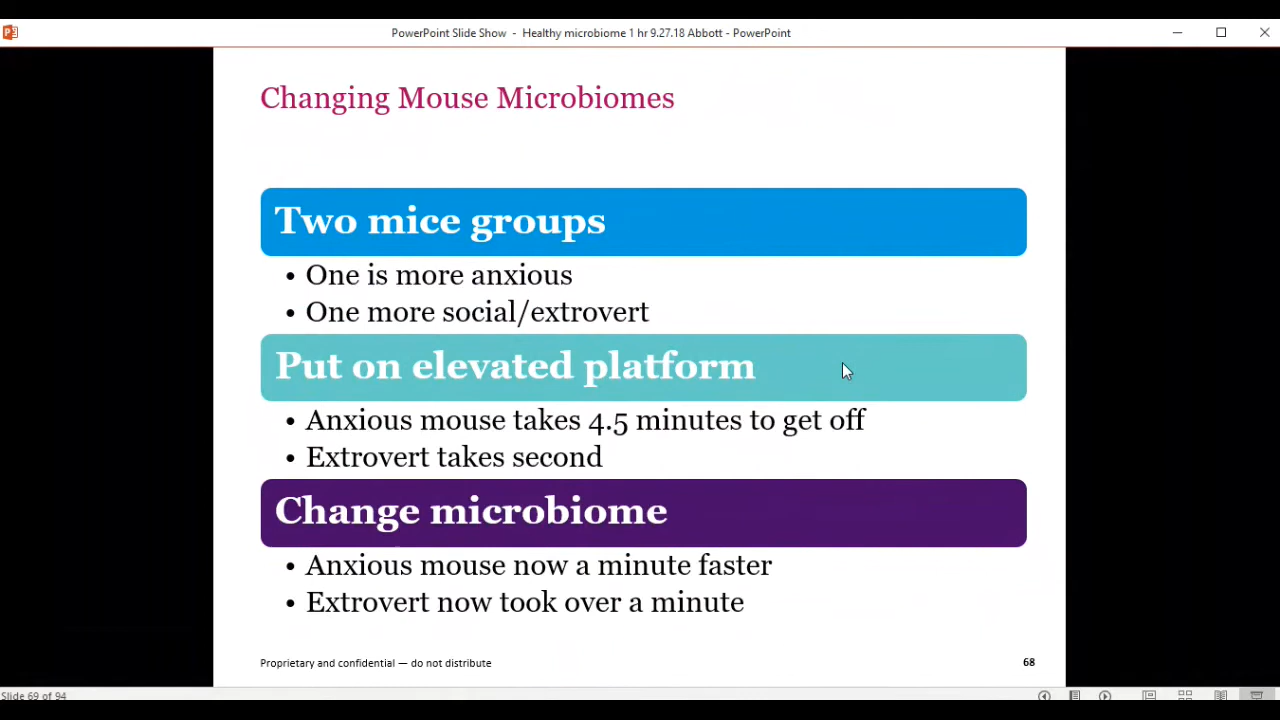 PowerPoint Slide Show - Healthy microbiome 1 hr 9.27.18 Abbott - PowerPoint
Changing Mouse Microbiomes
Two mice groups
• One is more anxious
• One more social/extrovert
Put on elevated platform
• Anxious mouse takes 4.5 minutes to get off
• Extrovert takes second
Change microbiome
• Anxious mouse now a minute faster
• Extrovert now took over a minute
Proprietary and confidential — do not distribute
68
Slide 69 of 94